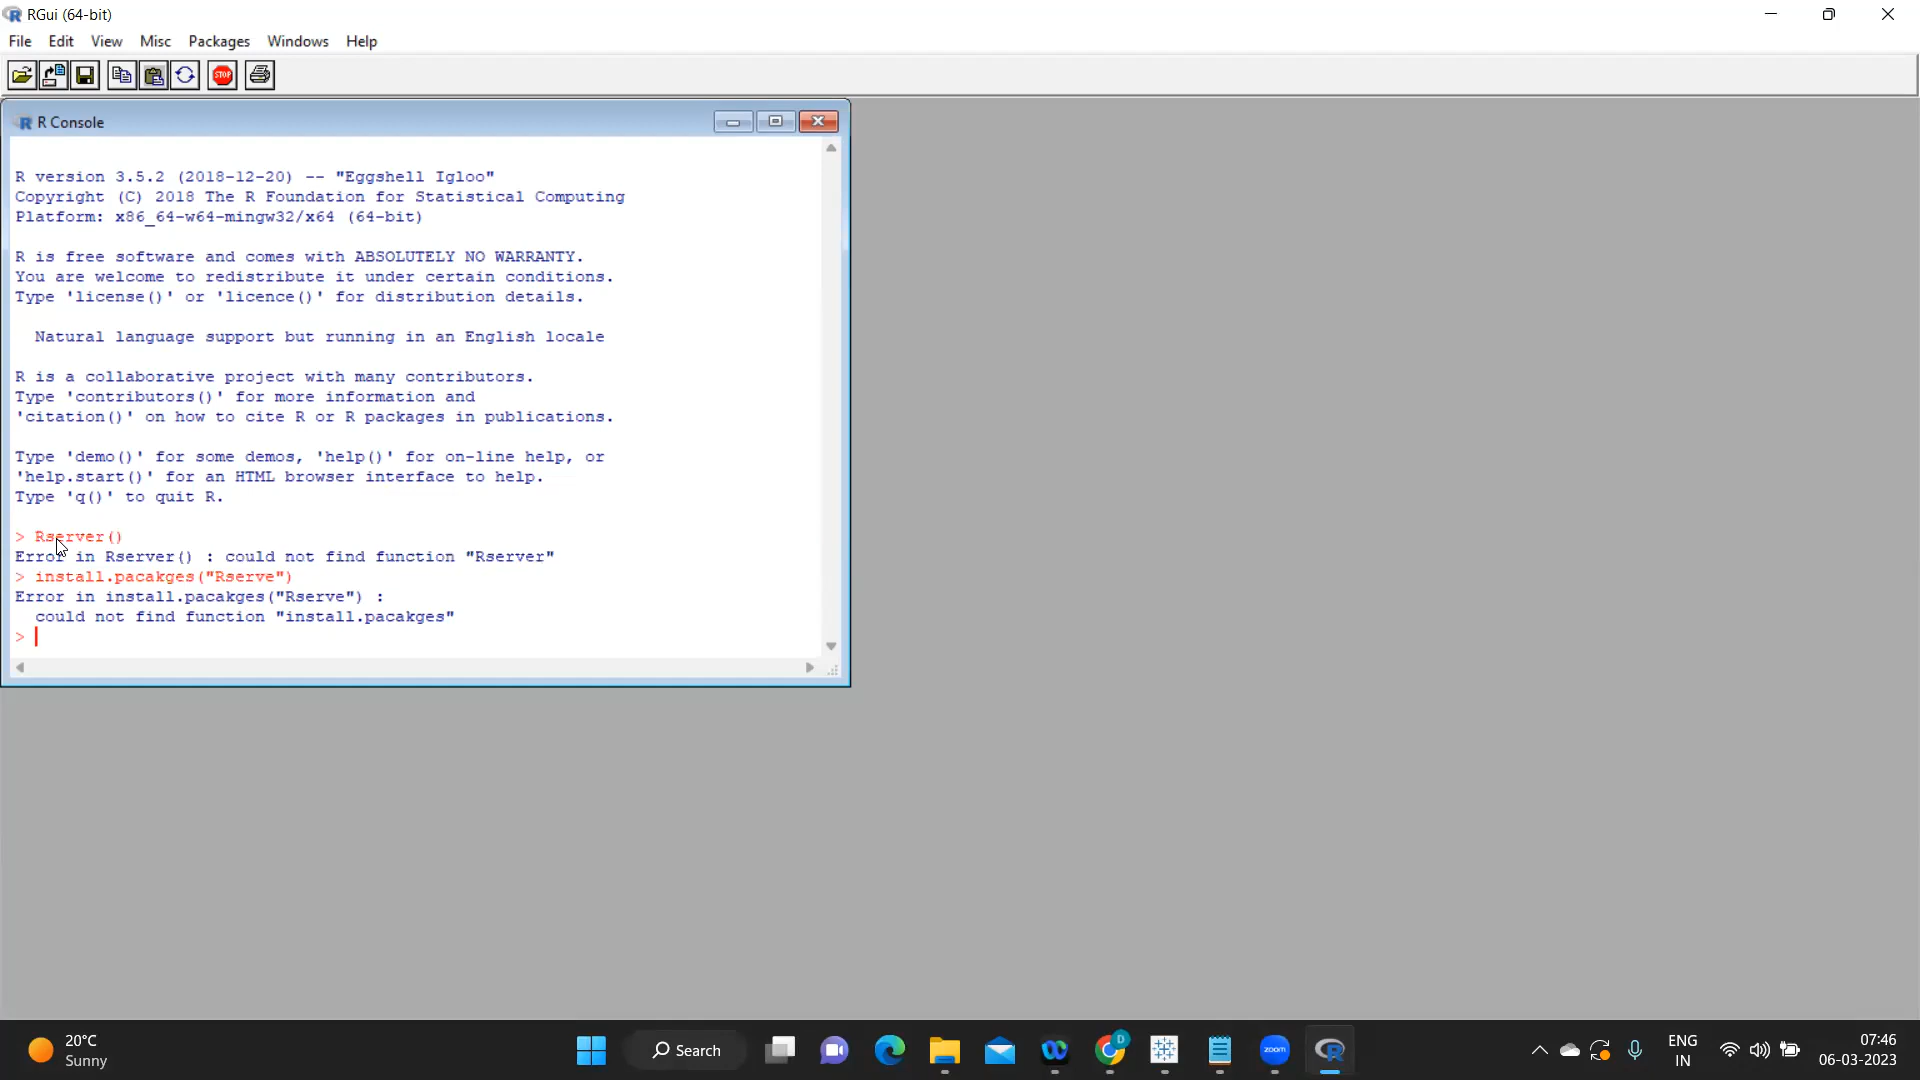 RGui (64-bit)
File Edit View Misc Packages Windows Help
STOP
R Console
R version 3.5.2 (2018-12-20) -- "Eggshell Igloo"
Copyright (C) 2018 The R Foundation for Statistical Computing
Platform: x86_64-w64-mingw32/x64 (64-bit)
R is free software and comes with ABSOLUTELY NO WARRANTY.
You are welcome to redistribute it under certain conditions.
Type 'license()' or 'licence()' for distribution details.
Natural language support but running in an English locale
R is a collaborative project with many contributors.
Type 'contributors()' for more information and
'citation()' on how to cite R or R packages in publications.
Type 'demo()' for some demos, 'help()' for on-line help, or
'help.start()' for an HTML browser interface to help.
Type 'q()' to quit R.
> Rserver()
Error in Rserver() : could not find function "Rserver"
> install.pacakges("Rserve")
Error in install.pacakges("Rserve") :
could not find function "install.pacakges"
>
20°C
Sunny
Search
D
zoom
ENG
IN
07:46
06-03-2023